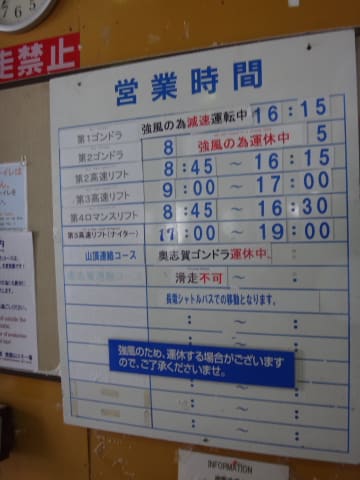 走禁止
営業時間
第1ゴンドラ 強風の為減速運転中 16:15
第2ゴンドラ 8 強風の為運休中 5
第2高速リフト 8:45 ～ 16:15
第3高速リフト 9:00 ～ 17:00
第4ロマンスリフト 8:45 ～ 16:30
第5高速リフト(ナイター) 17:00 ～ 19:00
山頂連絡コース 奥志賀ゴンドラ運休中。
滑走不可 ～ :
長電シャトルバスでの移動となります。
: ～ :
強風のため、運休する場合がございます
ので、ご了承くださいませ。
: ～ :
: ～ :
: ～ :
INFORMATION